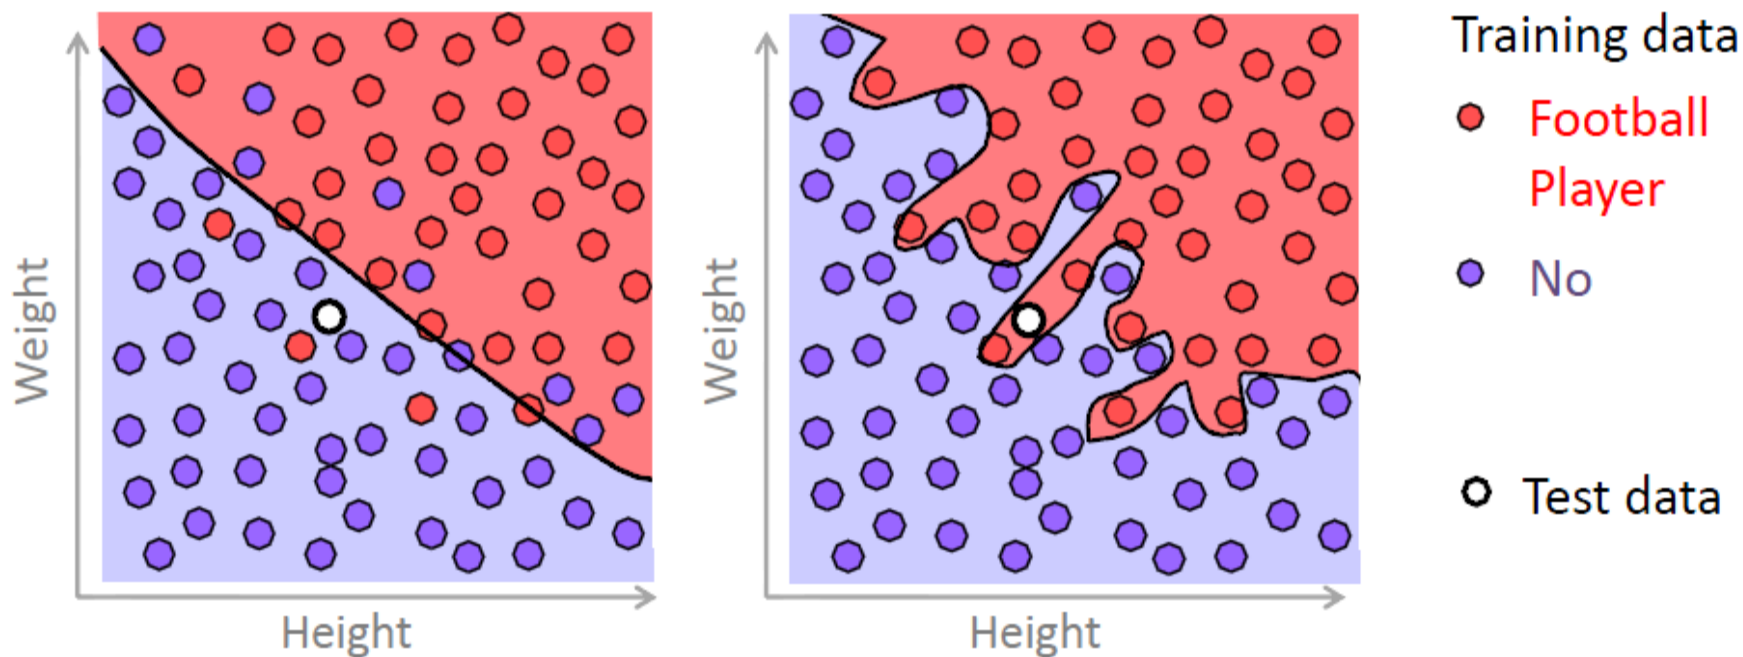 Weight
Height
Weight
Height
Training data
Football
Player
No
Test data